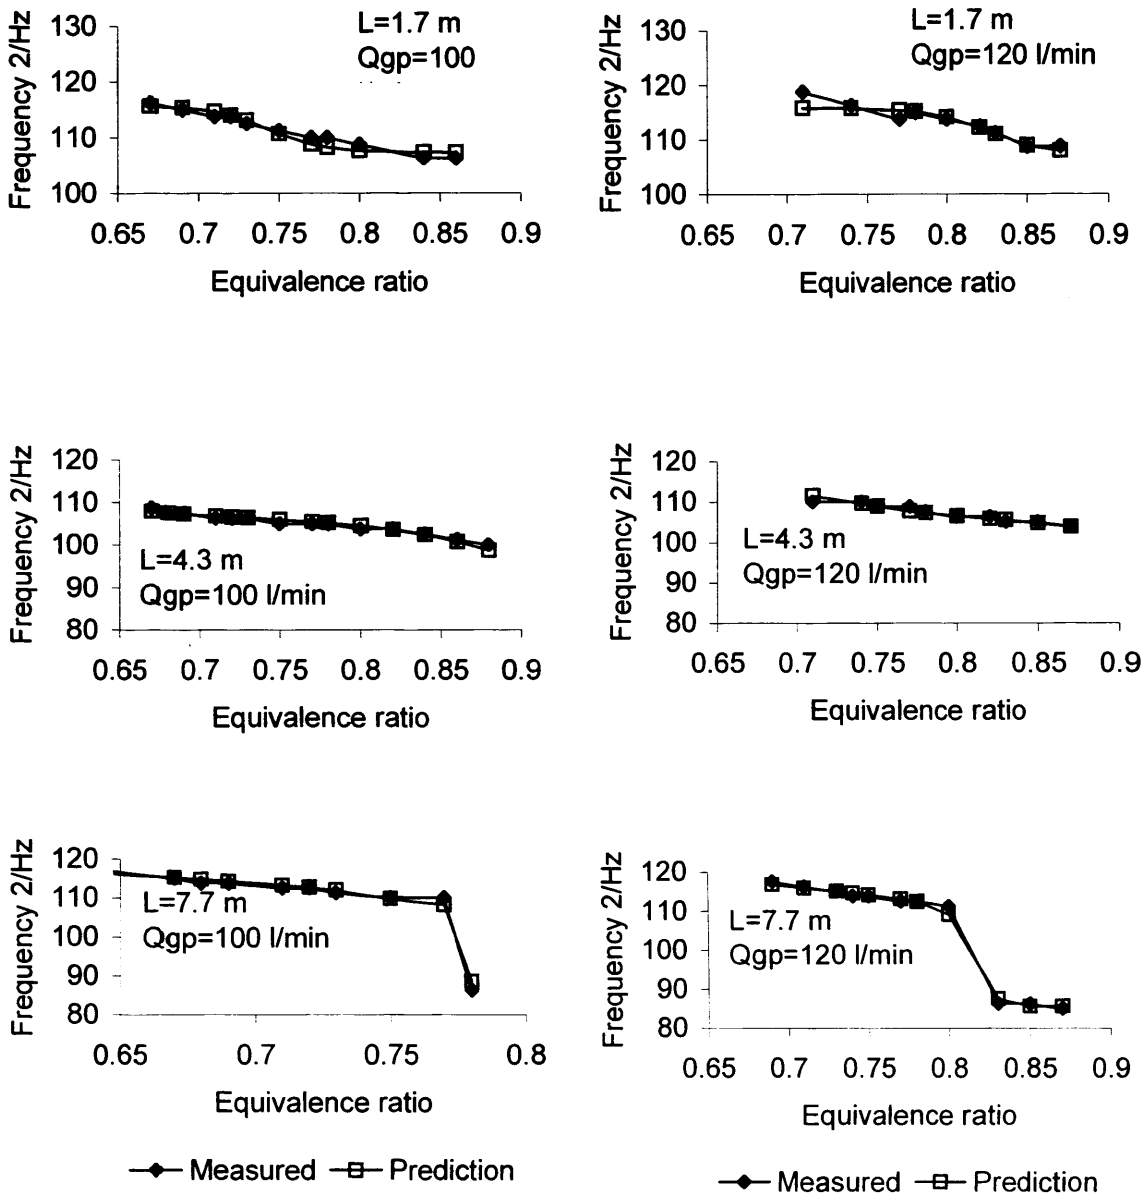 L=1.7 m
Qgp=100
Frequency 2/Hz
130
120
110
100
0.65 0.7 0.75 0.8 0.85 0.9
Equivalence ratio
L=1.7 m
Qgp=120 l/min
Frequency 2/Hz
130
120
110
100
0.65 0.7 0.75 0.8 0.85 0.9
Equivalence ratio
Frequency 2/Hz
120
110
100
90
80
L=4.3 m
Qgp=100 l/min
0.65 0.7 0.75 0.8 0.85 0.9
Equivalence ratio
Frequency 2/Hz
120
110
100
90
80
L=4.3 m
Qgp=120 l/min
0.65 0.7 0.75 0.8 0.85 0.9
Equivalence ratio
Frequency 2/Hz
120
110
100
90
80
L=7.7 m
Qgp=100 l/min
0.65 0.7 0.75 0.8
Equivalence ratio
Measured Prediction
Frequency 2/Hz
120
110
100
90
80
L=7.7 m
Qgp=120 l/min
0.65 0.7 0.75 0.8 0.85 0.9
Equivalence ratio
Measured Prediction